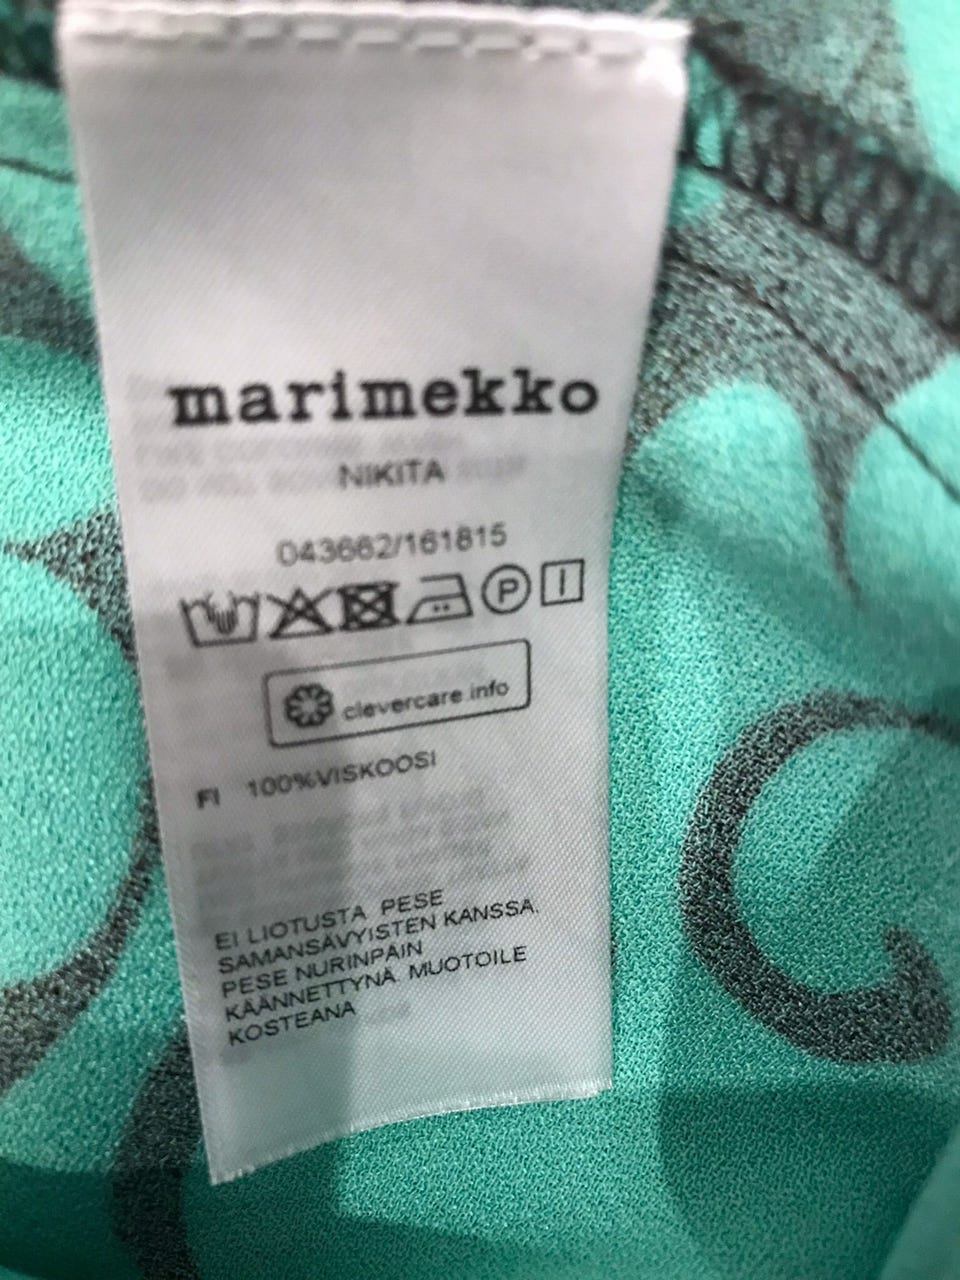 marimekko
NIKITA
043662/161815
P
clevercare.info
FI 100%VISKOOSI
EI LIOTUSTA PESE
SAMANSÄVYISTEN KANSSA.
PESE NURINPÄIN
KÄÄNNETTYNÄ. MUOTOILE
KOSTEANA